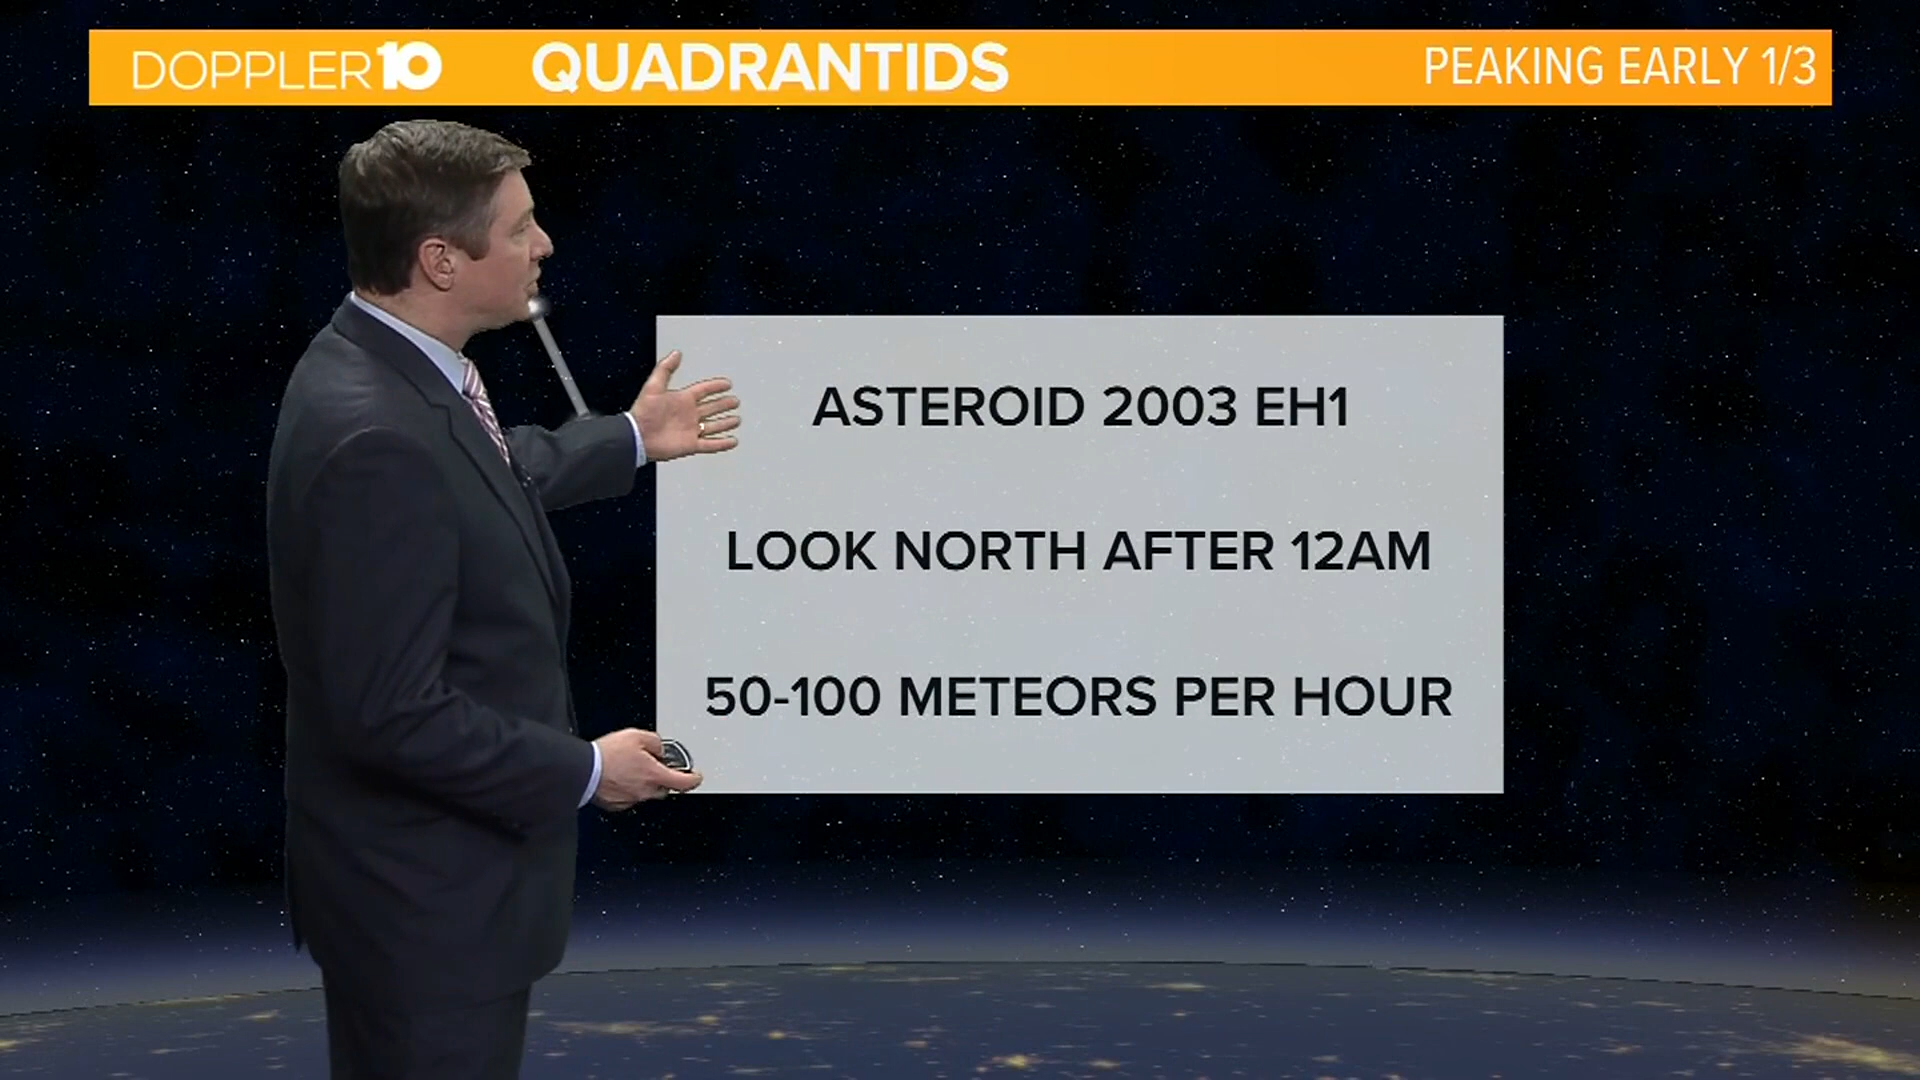 DOPPLER10 QUADRANTIDS PEAKING EARLY 1/3
ASTEROID 2003 EH1
LOOK NORTH AFTER 12AM
50-100 METEORS PER HOUR